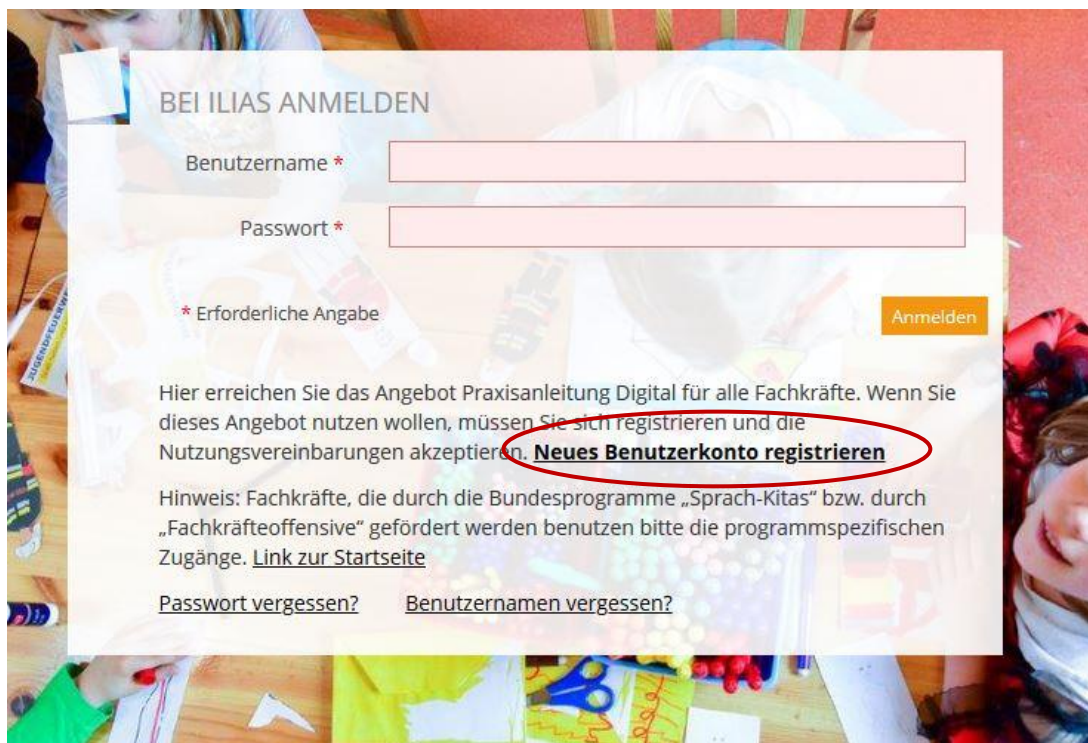 BEI ILIAS ANMELDEN
Benutzername *
Passwort *
* Erforderliche Angabe
Anmelden
Hier erreichen Sie das Angebot Praxisanleitung Digital für alle Fachkräfte. Wenn Sie
dieses Angebot nutzen wollen, müssen Sie sich registrieren und die
Nutzungsvereinbarungen akzeptieren. Neues Benutzerkonto registrieren
Hinweis: Fachkräfte, die durch die Bundesprogramme „Sprach-Kitas“ bzw. durch
„Fachkräfteoffensive“ gefördert werden benutzen bitte die programmspezifischen
Zugänge. Link zur Startseite
Passwort vergessen? Benutzernamen vergessen?
JUGENDFEUERWE